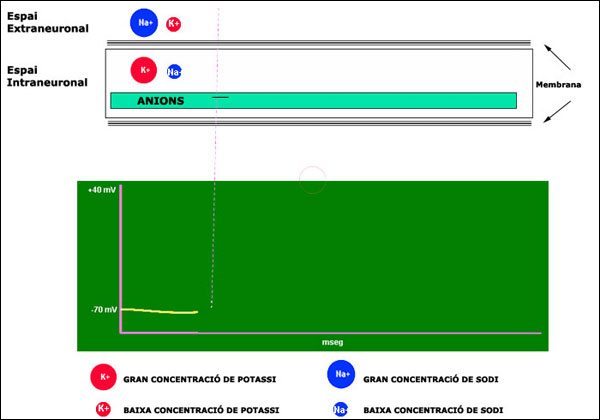 Espai
Extraneuronal
Na+
K+
Espai
Intraneuronal
K+
Na+
Membrana
ANIONS
+40 mV
-70 mV
mseg
K+ GRAN CONCENTRACIÓ DE POTASSI
Na+ GRAN CONCENTRACIÓ DE SODI
K+ BAIXA CONCENTRACIÓ DE POTASSI
Na+ BAIXA CONCENTRACIÓ DE SODI